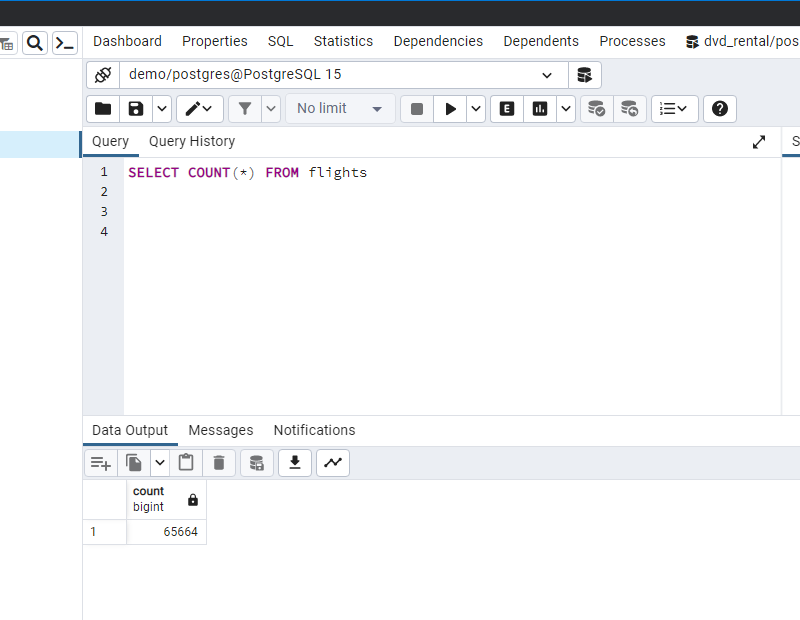 Dashboard Properties SQL Statistics Dependencies Dependents Processes dvd_rental/pos
demo/postgres@PostgreSQL 15
No limit E
Query Query History S
1 SELECT COUNT(*) FROM flights
2
3
4
Data Output Messages Notifications
count
bigint
1 65664